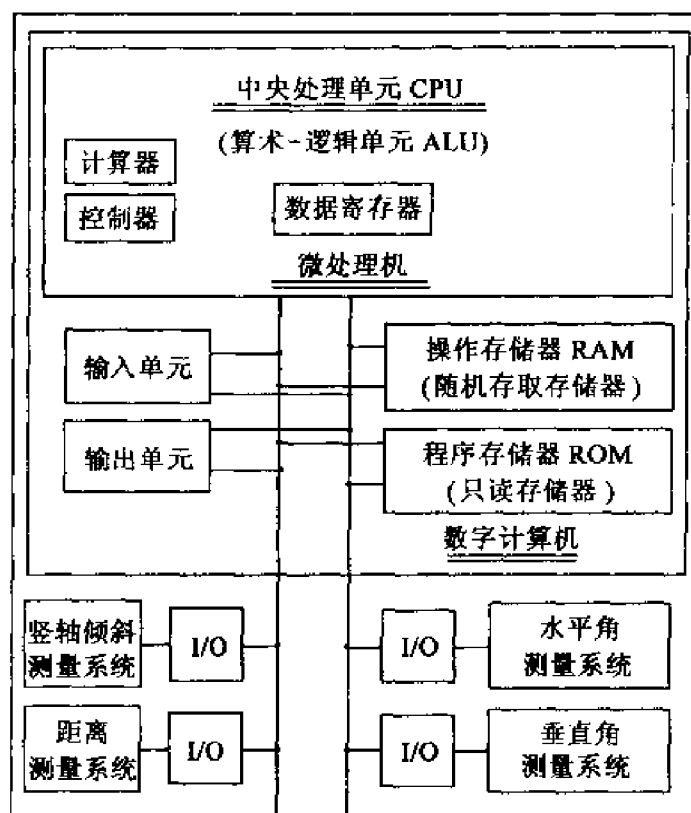 中央处理单元 CPU
(算术-逻辑单元 ALU)
计算器
控制器
数据寄存器
微处理机
输入单元
操作存储器 RAM
(随机存取存储器)
输出单元
程序存储器 ROM
(只读存储器)
数字计算机
竖轴倾斜
测量系统
I/O
I/O
水平角
测量系统
距离
测量系统
I/O
I/O
垂直角
测量系统